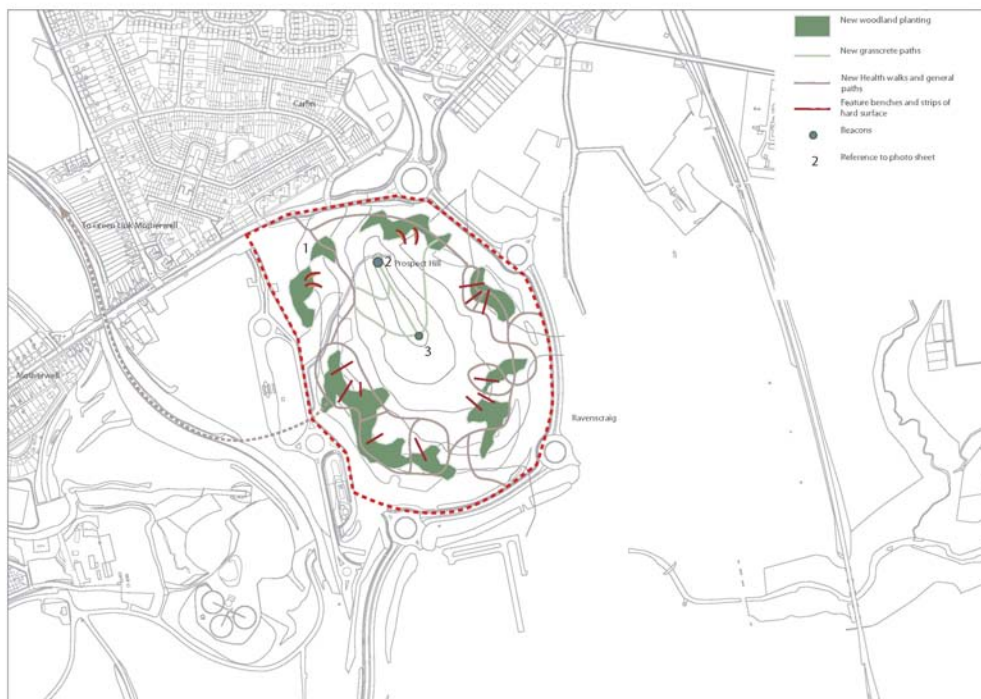 New woodland planting
New grasscrete paths
New Health walks and general
paths
Feature benches and strips of
hard surface
Beacons
2 Reference to photo sheet
Carfin
To Green Link Motherwell
1
2 Prospect Hill
3
Motherwell
Ravenscraig